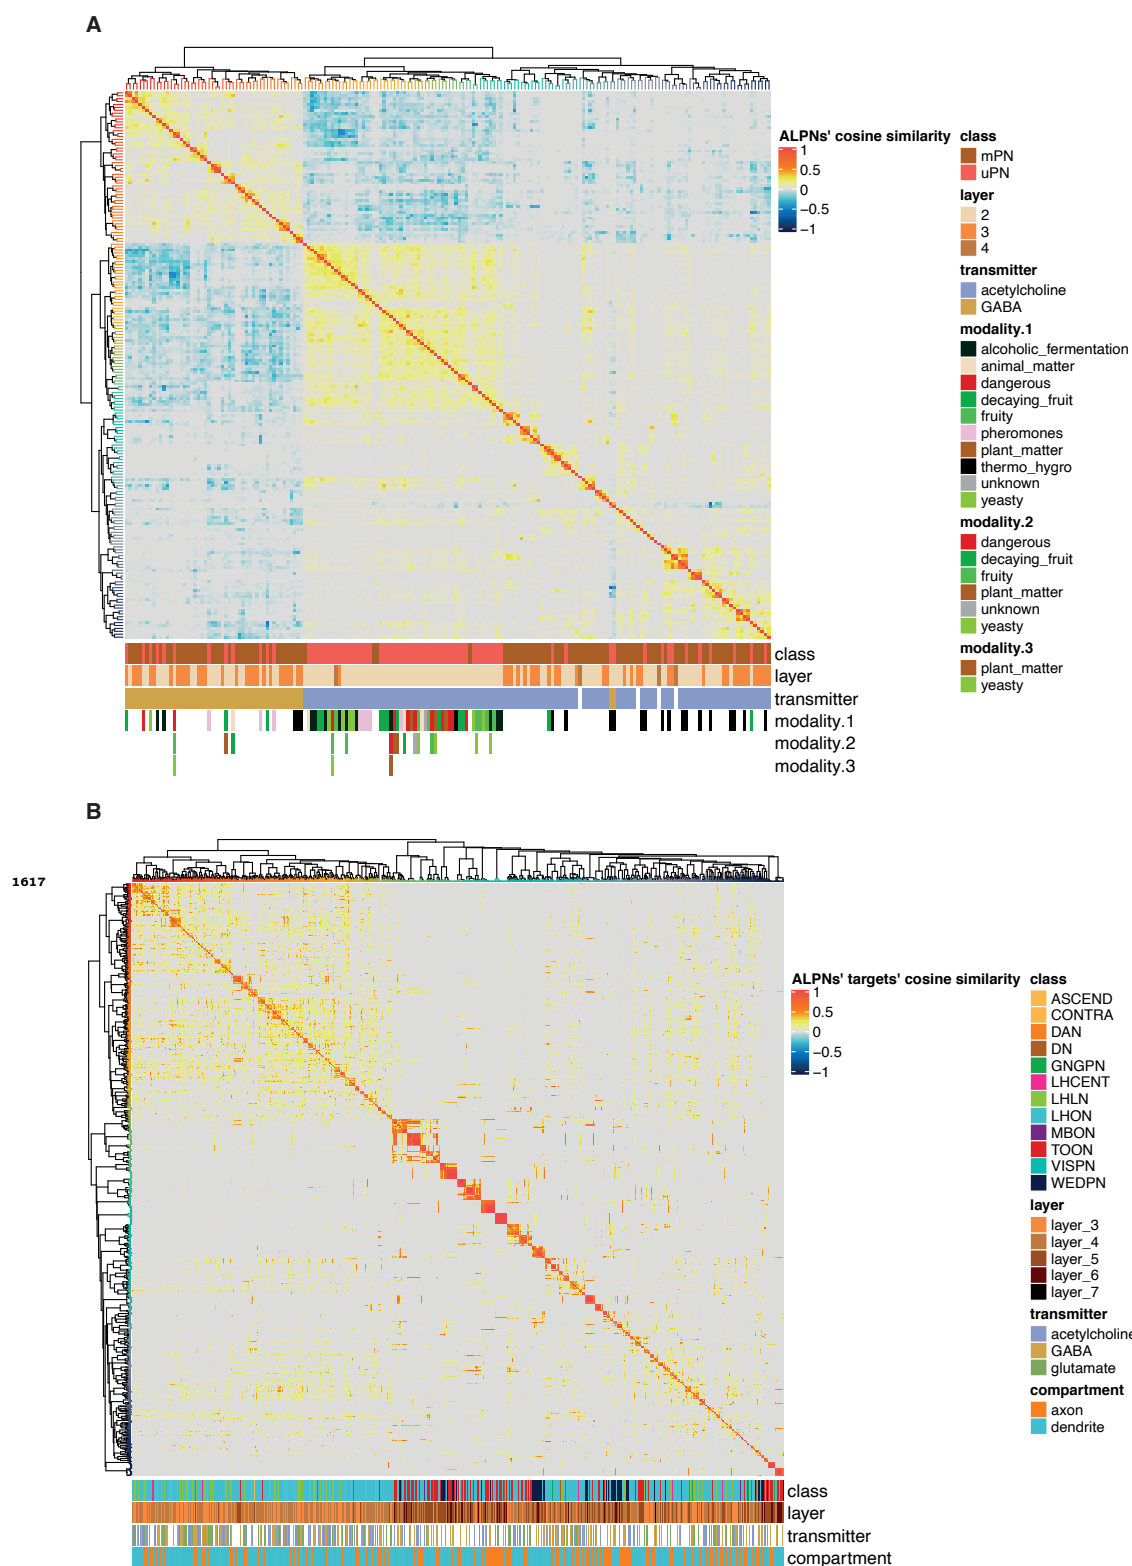 A
ALPNs' cosine similarity
1
0.5
0
−0.5
−1
class
mPN
uPN
layer
2
3
4
transmitter
acetylcholine
GABA
modality.1
alcoholic_fermentation
animal_matter
dangerous
decaying_fruit
fruity
pheromones
plant_matter
thermo_hygro
unknown
yeasty
modality.2
dangerous
decaying_fruit
fruity
plant_matter
unknown
yeasty
modality.3
plant_matter
yeasty
class
layer
transmitter
modality.1
modality.2
modality.3
B
1617
ALPNs' targets' cosine similarity
1
0.5
0
−0.5
−1
class
ASCEND
CONTRA
DAN
DN
GNGPN
LHCENT
LHLN
LHON
MBON
TOON
VISPN
WEDPN
layer
layer_3
layer_4
layer_5
layer_6
layer_7
transmitter
acetylcholine
GABA
glutamate
compartment
axon
dendrite
class
layer
transmitter
compartment